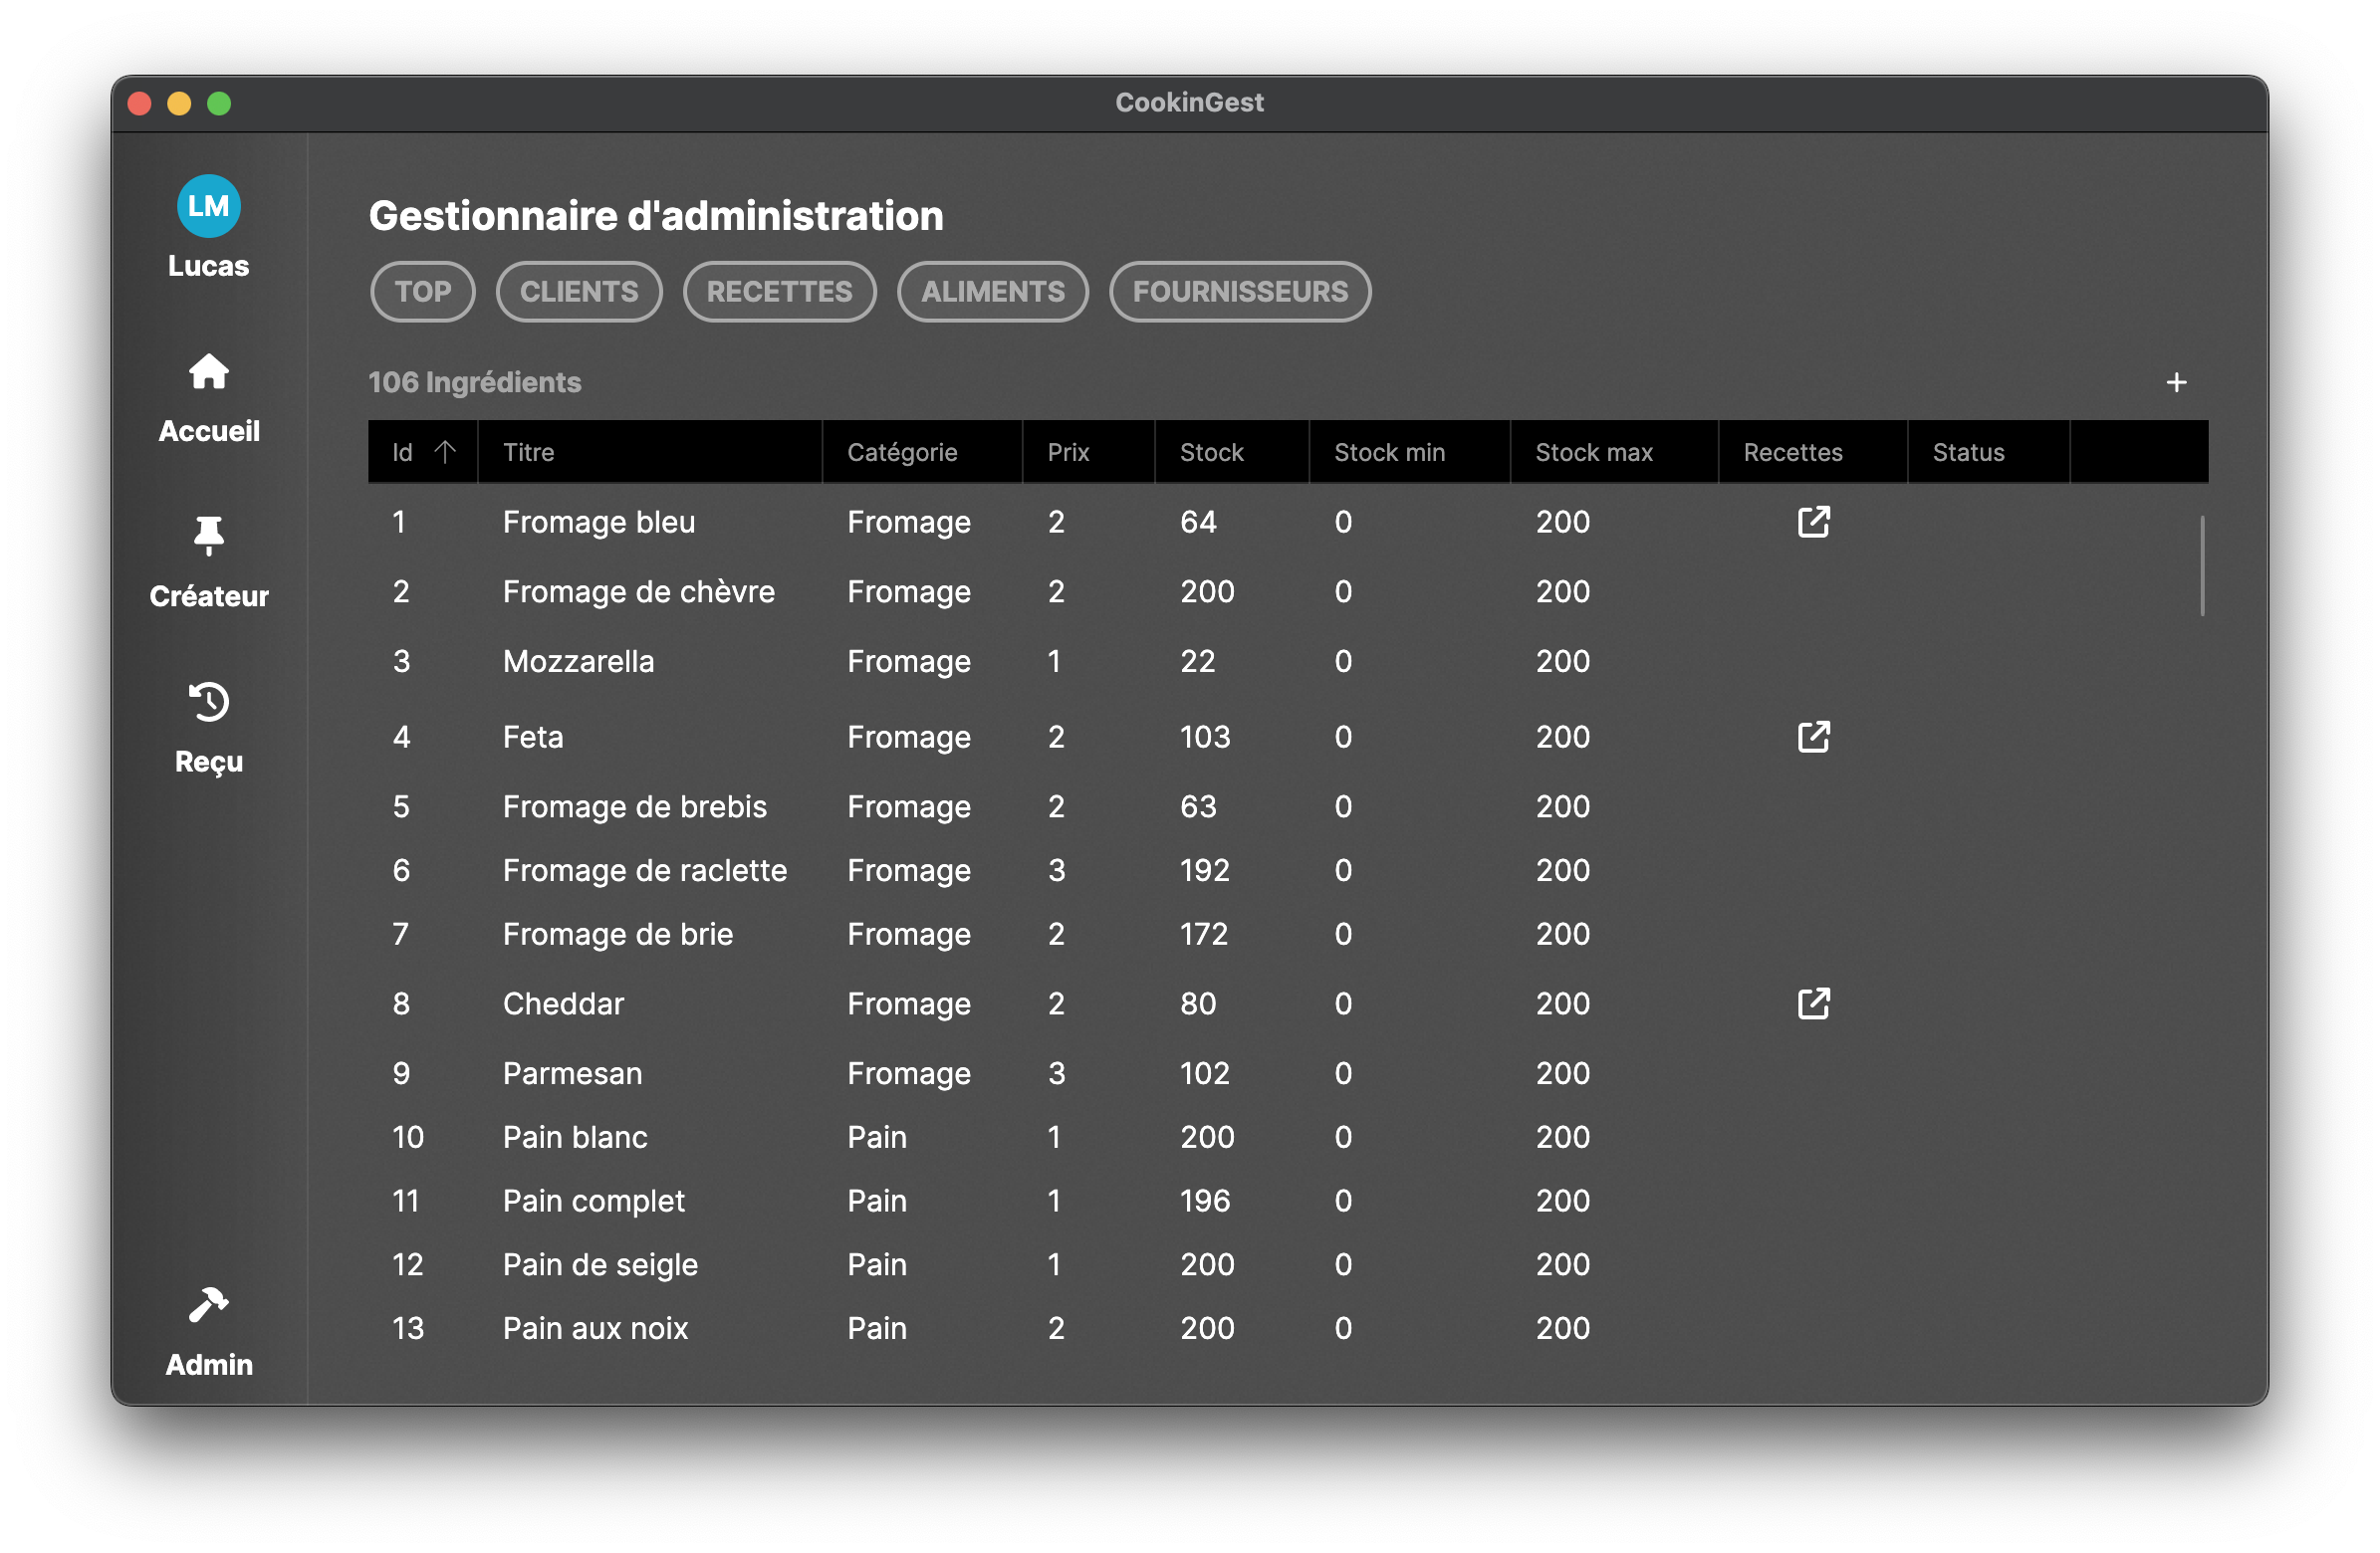 CookinGest
LM
Lucas
Accueil
Créateur
Reçu
Admin
Gestionnaire d'administration
TOP CLIENTS RECETTES ALIMENTS FOURNISSEURS
106 Ingrédients +
Id Titre Catégorie Prix Stock Stock min Stock max Recettes Status
1 Fromage bleu Fromage 2 64 0 200
2 Fromage de chèvre Fromage 2 200 0 200
3 Mozzarella Fromage 1 22 0 200
4 Feta Fromage 2 103 0 200
5 Fromage de brebis Fromage 2 63 0 200
6 Fromage de raclette Fromage 3 192 0 200
7 Fromage de brie Fromage 2 172 0 200
8 Cheddar Fromage 2 80 0 200
9 Parmesan Fromage 3 102 0 200
10 Pain blanc Pain 1 200 0 200
11 Pain complet Pain 1 196 0 200
12 Pain de seigle Pain 1 200 0 200
13 Pain aux noix Pain 2 200 0 200